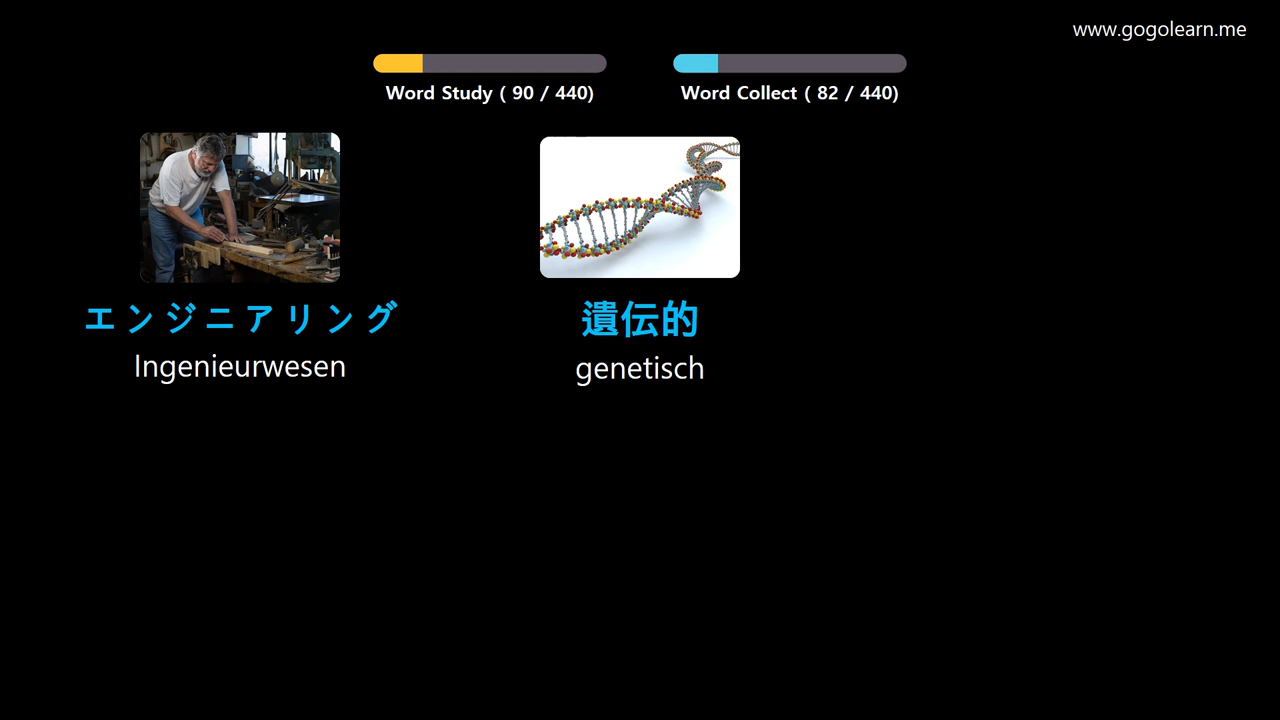 www.gogolearn.me
Word Study ( 90 / 440)
Word Collect ( 82 / 440)
エンジニアリング
Ingenieurwesen
遺伝的
genetisch